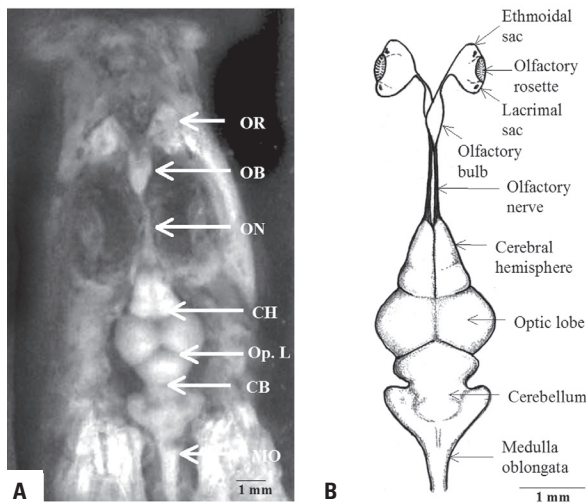 OR
OB
ON
CH
Op. L
CB
MO
A
1 mm
Ethmoidal
sac
Olfactory
rosette
Lacrimal
sac
Olfactory
bulb
Olfactory
nerve
Cerebral
hemisphere
Optic lobe
Cerebellum
Medulla
oblongata
B
1 mm